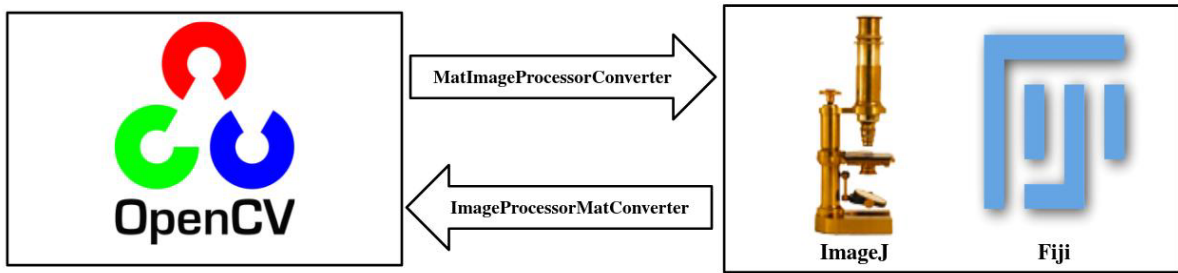 OpenCV
MatImageProcessorConverter
ImageProcessorMatConverter
ImageJ
Fiji